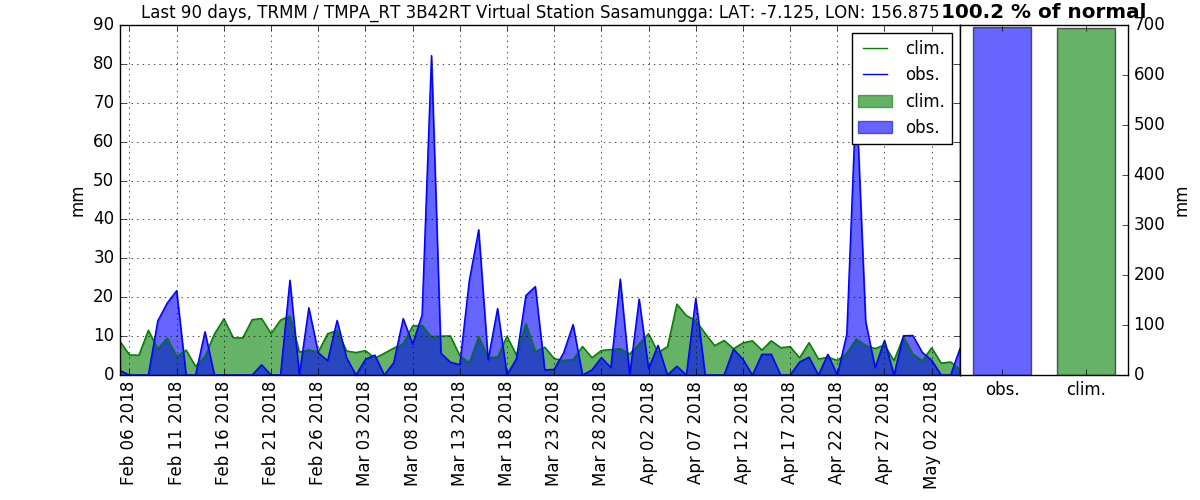 Last 90 days, TRMM / TMPA_RT 3B42RT Virtual Station Sasamungga: LAT: -7.125, LON: 156.875
100.2 % of normal
90
80
70
60
50
40
30
20
10
0
mm
clim.
obs.
clim.
obs.
700
600
500
400
300
200
100
0
mm
obs.
clim.
Feb 06 2018
Feb 11 2018
Feb 16 2018
Feb 21 2018
Feb 26 2018
Mar 03 2018
Mar 08 2018
Mar 13 2018
Mar 18 2018
Mar 23 2018
Mar 28 2018
Apr 02 2018
Apr 07 2018
Apr 12 2018
Apr 17 2018
Apr 22 2018
Apr 27 2018
May 02 2018